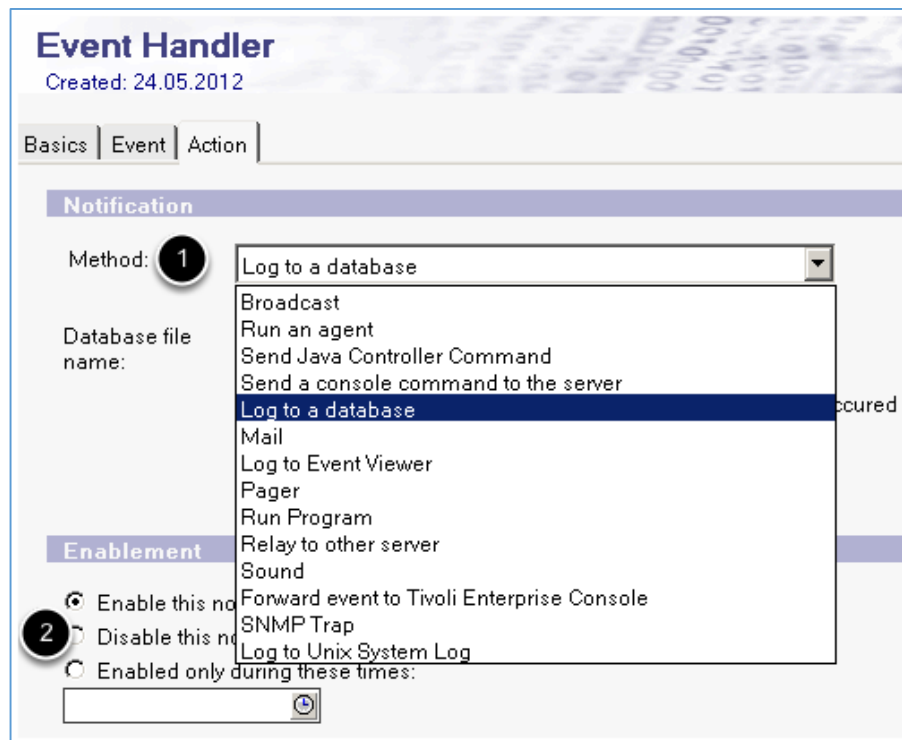 Event Handler
Created: 24.05.2012
Basics Event Action
Notification
Method: 1 Log to a database
Broadcast
Run an agent
Database file
name:
Send Java Controller Command
Send a console command to the server
Log to a database ccured
Mail
Log to Event Viewer
Pager
Run Program
Relay to other server
Enablement
Sound
Enable this no
Forward event to Tivoli Enterprise Console
SNMP Trap
2 Disable this no
Log to Unix System Log
Enabled only during these times: